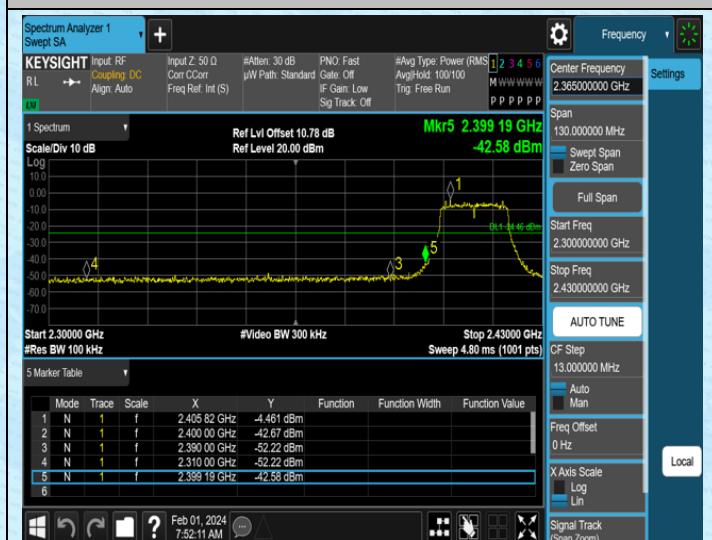 Spectrum Analyzer 1
Swept SA
+
Frequency
KEYSIGHT
RL
LXI
Input: RF
Coupling: DC
Align: Auto
Input Z: 50 Ω
Corr CCorr
Freq Ref: Int (S)
#Atten: 30 dB
µW Path: Standard
PNO: Fast
Gate: Off
IF Gain: Low
Sig Track: Off
#Avg Type: Power (RMS
Avg|Hold: 100/100
Trig: Free Run
1 2 3 4 5 6
M W W W W W
P P P P P P
1 Spectrum
Scale/Div 10 dB
Ref Lvl Offset 10.78 dB
Ref Level 20.00 dBm
Mkr5 2.399 19 GHz
-42.58 dBm
Log
10.0
0.00
-10.0
-20.0
-30.0
-40.0
-50.0
-60.0
-70.0
1
DL1 -24.46 dBm
5
3
4
Start 2.30000 GHz
#Res BW 100 kHz
#Video BW 300 kHz
Stop 2.43000 GHz
Sweep 4.80 ms (1001 pts)
5 Marker Table
Mode Trace Scale X Y Function Function Width Function Value
1 N 1 f 2.405 82 GHz -4.461 dBm
2 N 1 f 2.400 00 GHz -42.67 dBm
3 N 1 f 2.390 00 GHz -52.22 dBm
4 N 1 f 2.310 00 GHz -52.22 dBm
5 N 1 f 2.399 19 GHz -42.58 dBm
6
Center Frequency
2.365000000 GHz
Settings
Span
130.000000 MHz
Swept Span
Zero Span
Full Span
Start Freq
2.300000000 GHz
Stop Freq
2.430000000 GHz
AUTO TUNE
CF Step
13.000000 MHz
Auto
Man
Freq Offset
0 Hz
X Axis Scale
Log
Lin
Local
Signal Track
(Span Zoom)
?
Feb 01, 2024
7:52:11 AM